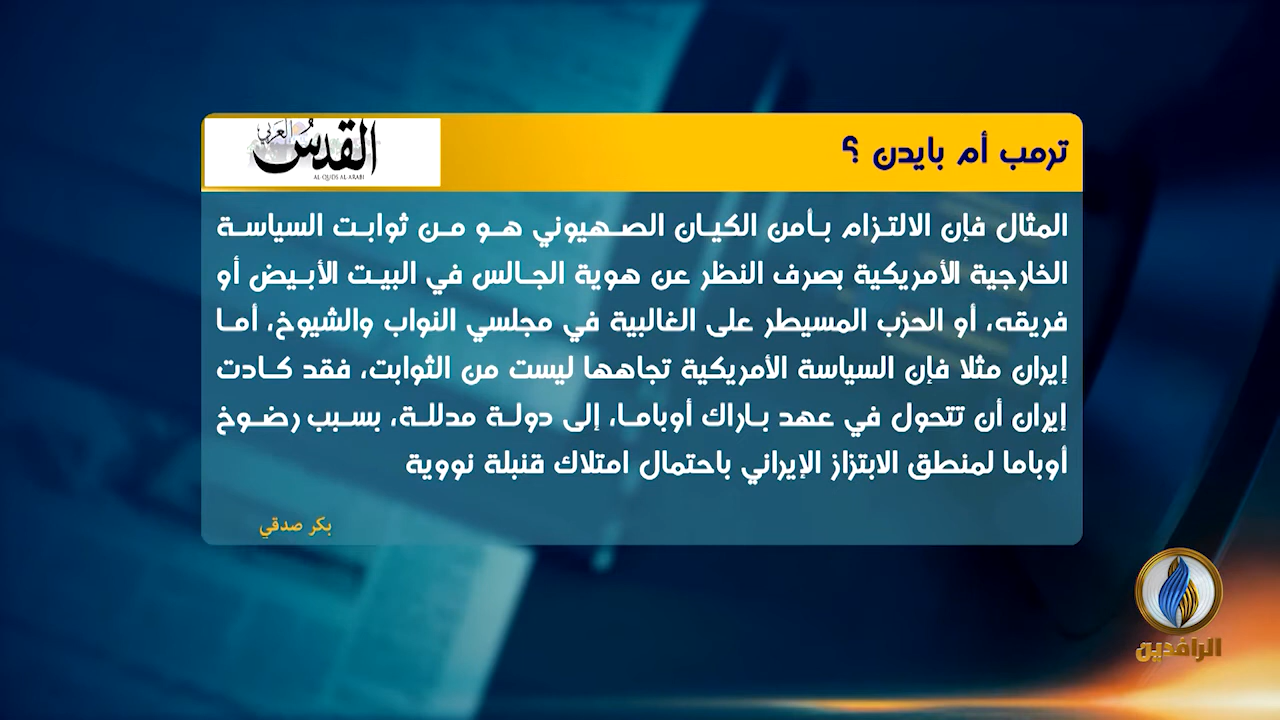 ترمب أم بايدن ؟
القدس العربي
AL-QUDS AL-ARABI
المثال فإن الالتزام بأمن الكيان الصهيوني هو من ثوابت السياسة
الخارجية الأمريكية بصرف النظر عن هوية الجالس في البيت الأبيض أو
فريقه، أو الحزب المسيطر على الغالبية في مجلسي النواب والشيوخ، أما
إيران مثلا فإن السياسة الأمريكية تجاهها ليست من الثوابت، فقد كادت
إيران أن تتحول في عهد باراك أوباما، إلى دولة مدللة، بسبب رضوخ
أوباما لمنطق الابتزاز الإيراني باحتمال امتلاك قنبلة نووية
بكر صدقي
الرافدين